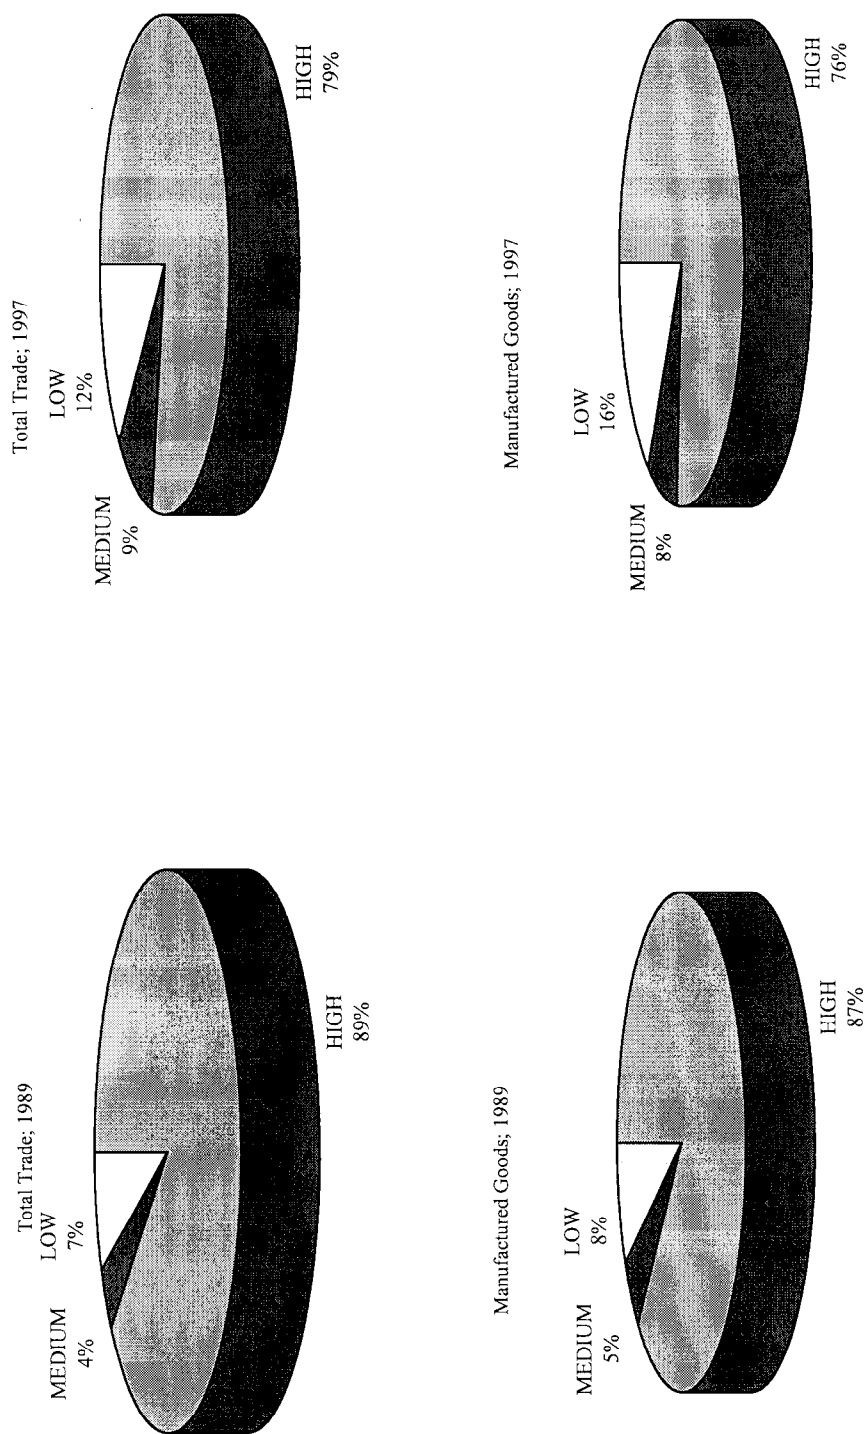 Total Trade; 1989
LOW
7%
MEDIUM
4%
HIGH
89%
Total Trade; 1997
LOW
12%
MEDIUM
9%
HIGH
79%
Manufactured Goods; 1989
LOW
8%
MEDIUM
5%
HIGH
87%
Manufactured Goods; 1997
LOW
16%
MEDIUM
8%
HIGH
76%